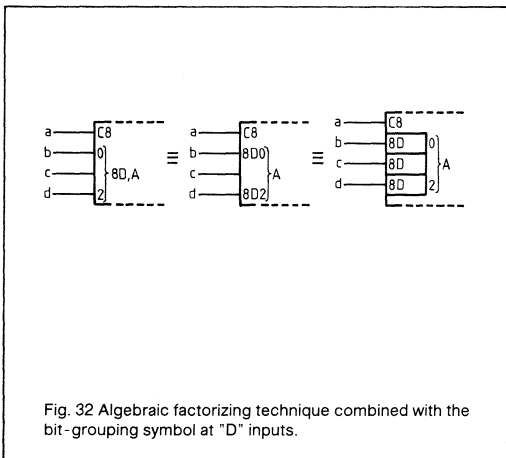 a C8 a C8 a C8
b 0 b 8D0 b 8D 0
c 8D,A ≡ c A ≡ c 8D A
d 2 d 8D2 d 8D 2
Fig. 32 Algebraic factorizing technique combined with the
bit-grouping symbol at "D" inputs.